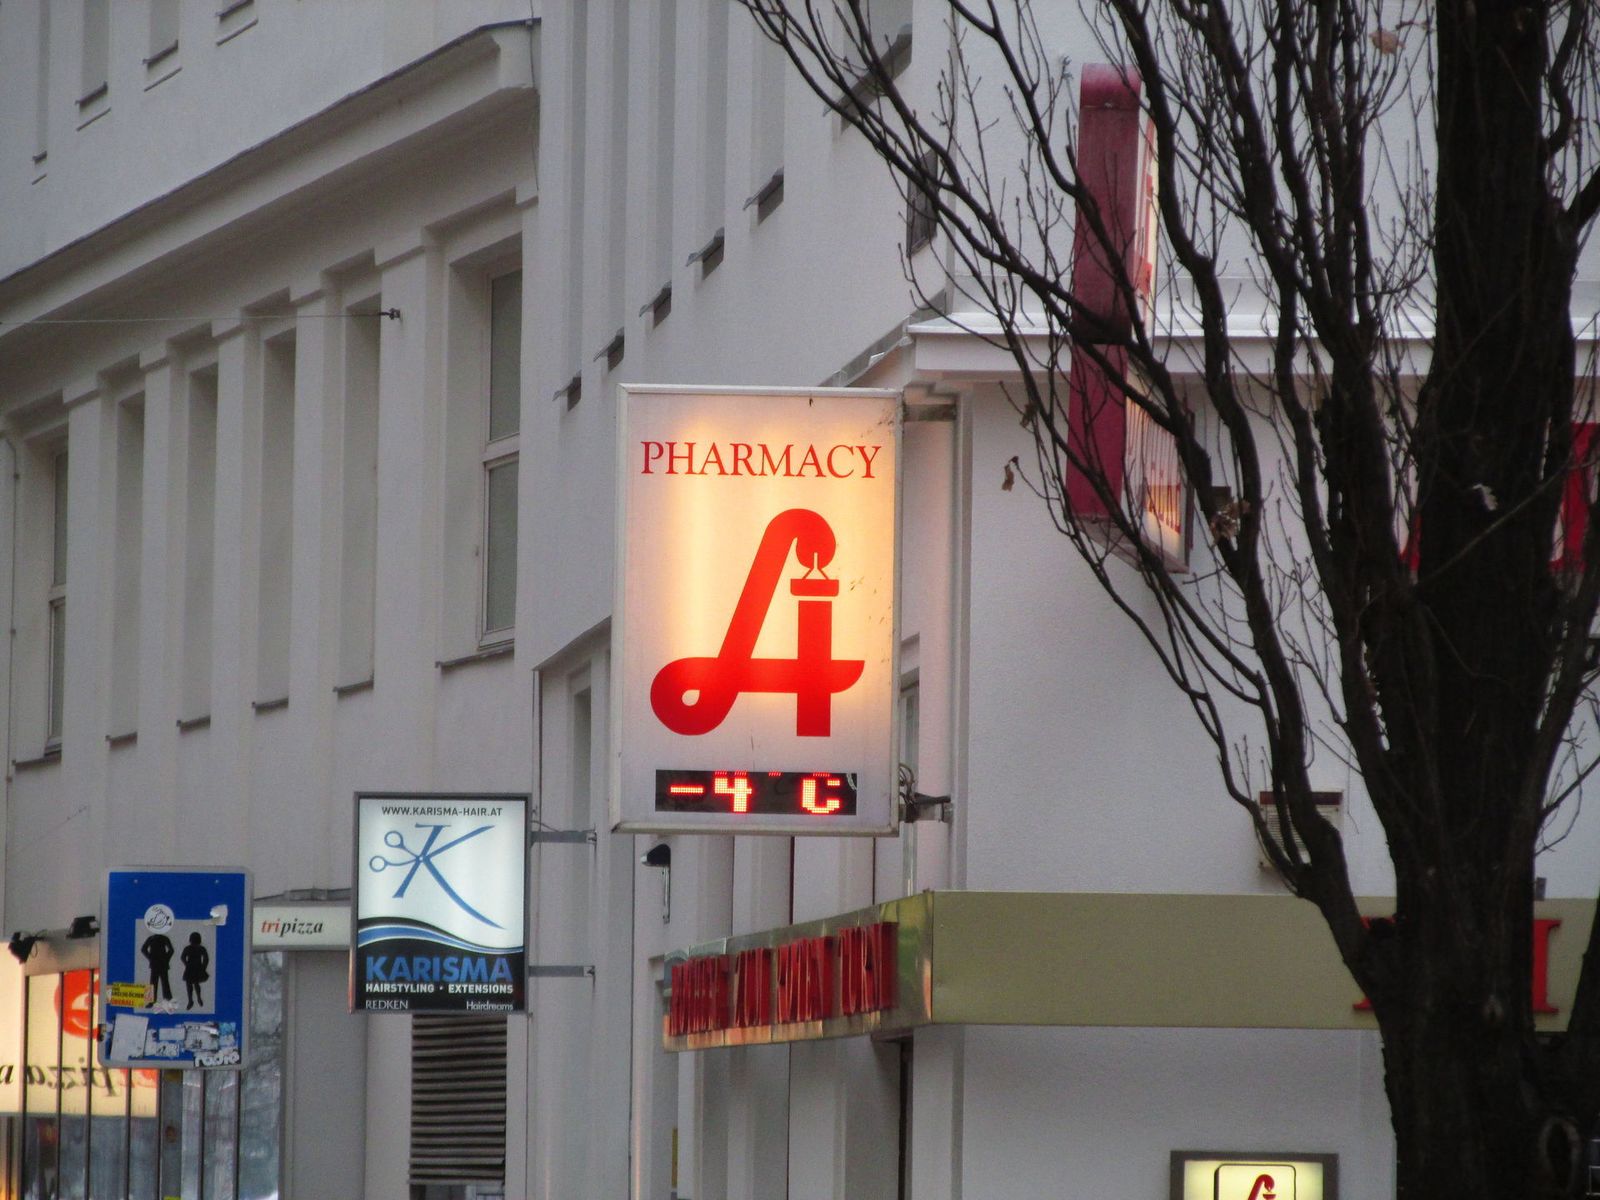 PHARMACY
-4°C
WWW.KARISMA-HAIR.AT
K
KARISMA
HAIRSTYLING · EXTENSIONS
REDKEN Hairdreams
tripizza